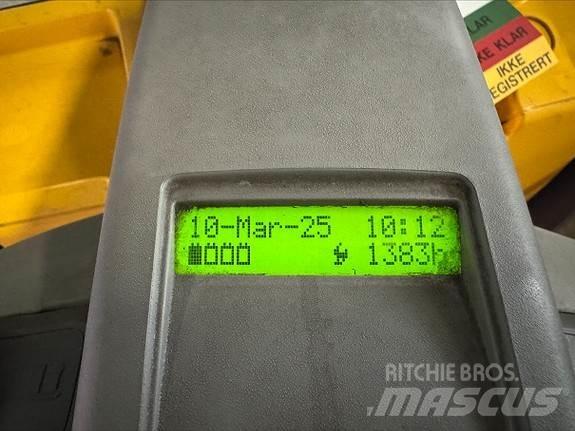 KLAR
IKKE KLAR
IKKE
REGISTRERT
10-Mar-25 10:12
1383h
RITCHIE BROS.
MASCUS